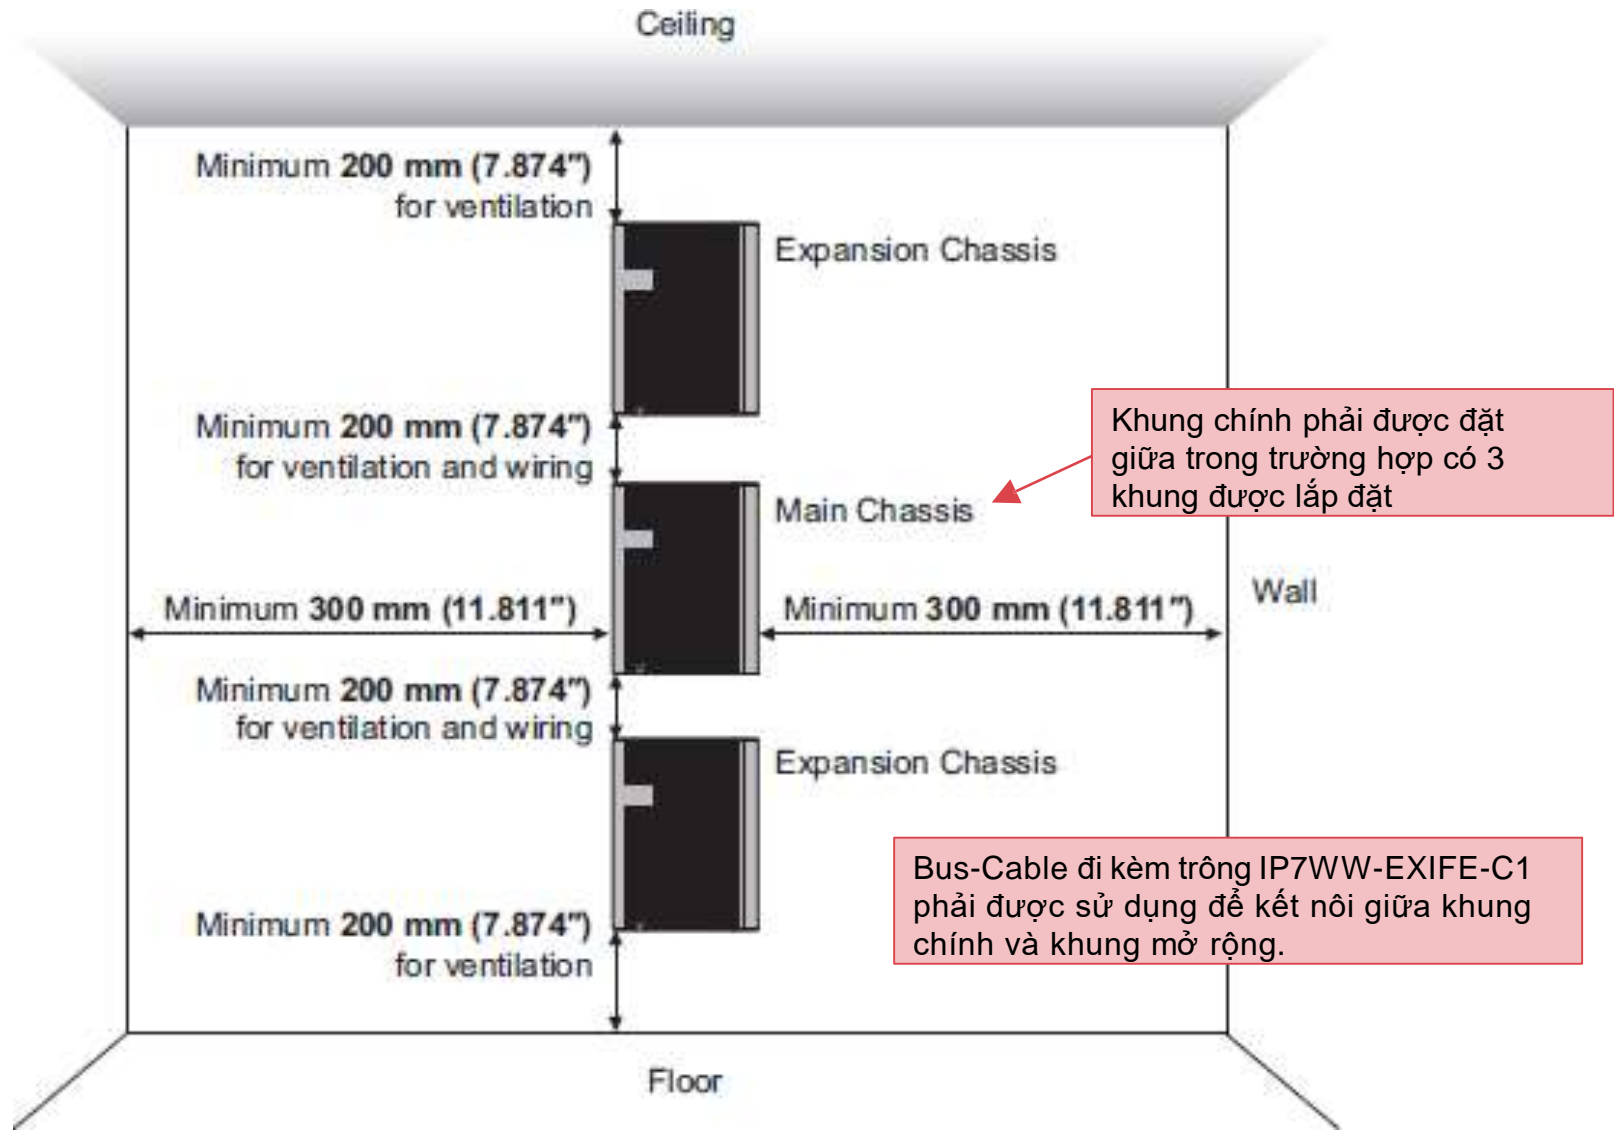 Ceiling
Minimum 200 mm (7.874")
for ventilation
Expansion Chassis
Minimum 200 mm (7.874")
for ventilation and wiring
Khung chính phải được đặt
giữa trong trường hợp có 3
khung được lắp đặt
Main Chassis
Wall
Minimum 300 mm (11.811")
Minimum 300 mm (11.811")
Minimum 200 mm (7.874")
for ventilation and wiring
Expansion Chassis
Bus-Cable đi kèm trông IP7WW-EXIFE-C1
phải được sử dụng để kết nôi giữa khung
chính và khung mở rộng.
Minimum 200 mm (7.874")
for ventilation
Floor